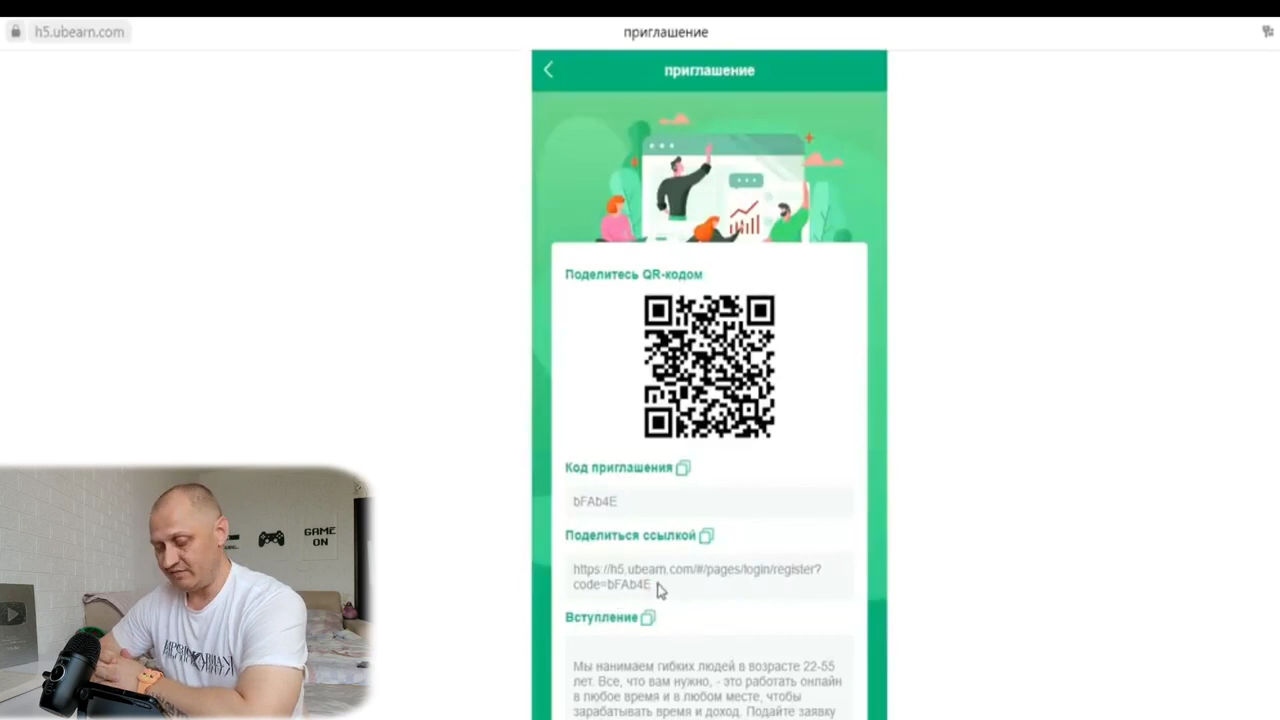 h5.ubearn.com
приглашение
приглашение
Поделитесь QR-кодом
Код приглашения
bFAb4E
Поделиться ссылкой
https://h5.ubearn.com/#/pages/login/register?
code=bFAb4E
Вступление
Мы нанимаем гибких людей в возрасте 22-55
лет. Все, что вам нужно, - это работать онлайн
в любое время и в любом месте, чтобы
зарабатывать время и доход. Подайте заявку
GAME
ON